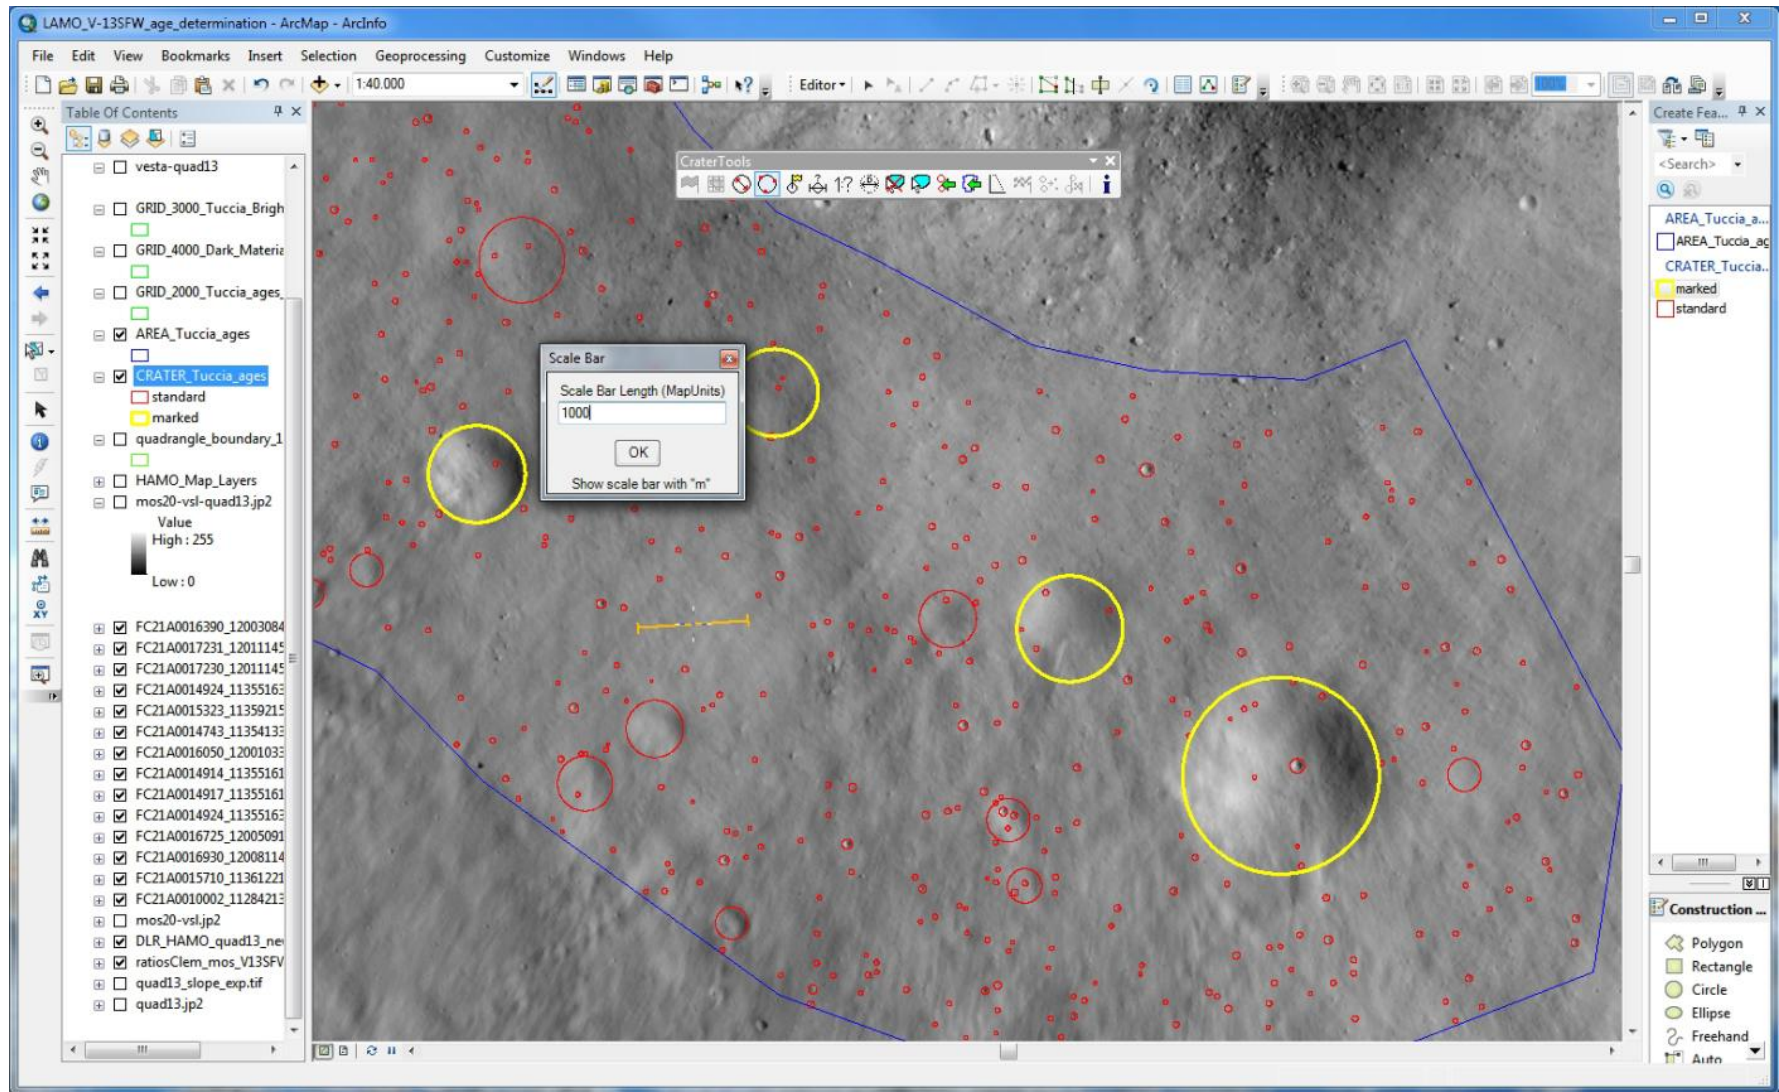 LAMO_V-13SFW_age_determination - ArcMap - ArcInfo
File Edit View Bookmarks Insert Selection Geoprocessing Customize Windows Help
1:40.000
Editor
100%
Table Of Contents
vesta-quad13
GRID_3000_Tuccia_Brigh
GRID_4000_Dark_Materia
GRID_2000_Tuccia_ages_
AREA_Tuccia_ages
CRATER_Tuccia_ages
standard
marked
quadrangle_boundary_1
HAMO_Map_Layers
mos20-vsl-quad13.jp2
Value
High : 255
Low : 0
FC21A0016390_12003084
FC21A0017231_12011145
FC21A0017230_12011145
FC21A0014924_11355163
FC21A0015323_11359215
FC21A0014743_11354133
FC21A0016050_12001033
FC21A0014914_11355161
FC21A0014917_11355161
FC21A0014924_11355163
FC21A0016725_12005091
FC21A0016930_12008114
FC21A0015710_11361221
FC21A0010002_11284213
mos20-vsl.jp2
DLR_HAMO_quad13_ne
ratiosClem_mos_V13SFV
quad13_slope_exp.tif
quad13.jp2
CraterTools
1?
Scale Bar
Scale Bar Length (MapUnits)
1000
OK
Show scale bar with "m"
Create Fea...
<Search>
AREA_Tuccia_a...
AREA_Tuccia_ag
CRATER_Tuccia..
marked
standard
Construction ...
Polygon
Rectangle
Circle
Ellipse
Freehand
Auto